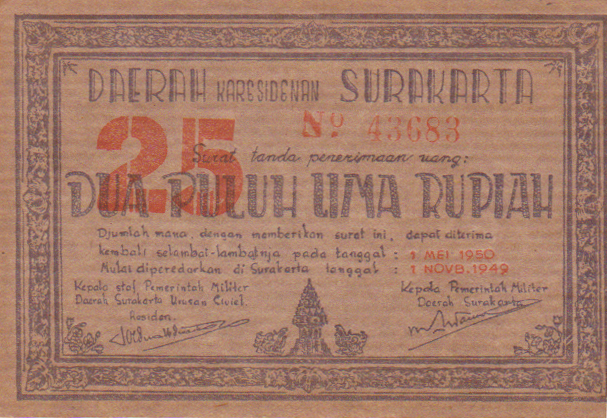 DAERAH KARESIDENAN SURAKARTA
Nº 43683
25
Surat tanda penerimaan uang:
DUA PULUH LIMA RUPIAH
Djumlah mana, dengan memberikan surat ini, dapat diterima
kembali selambat-lambatnja pada tanggal : 1 MEI 1950
Mulai diperedarkan di Surakarta tanggal : 1 NOVB. 1949
Kepala staf Pemerintah Militer
Daerah Surakarta Urusan Civiel
Residen.
Kepala Pemerintah Militer
Daerah Surakarta